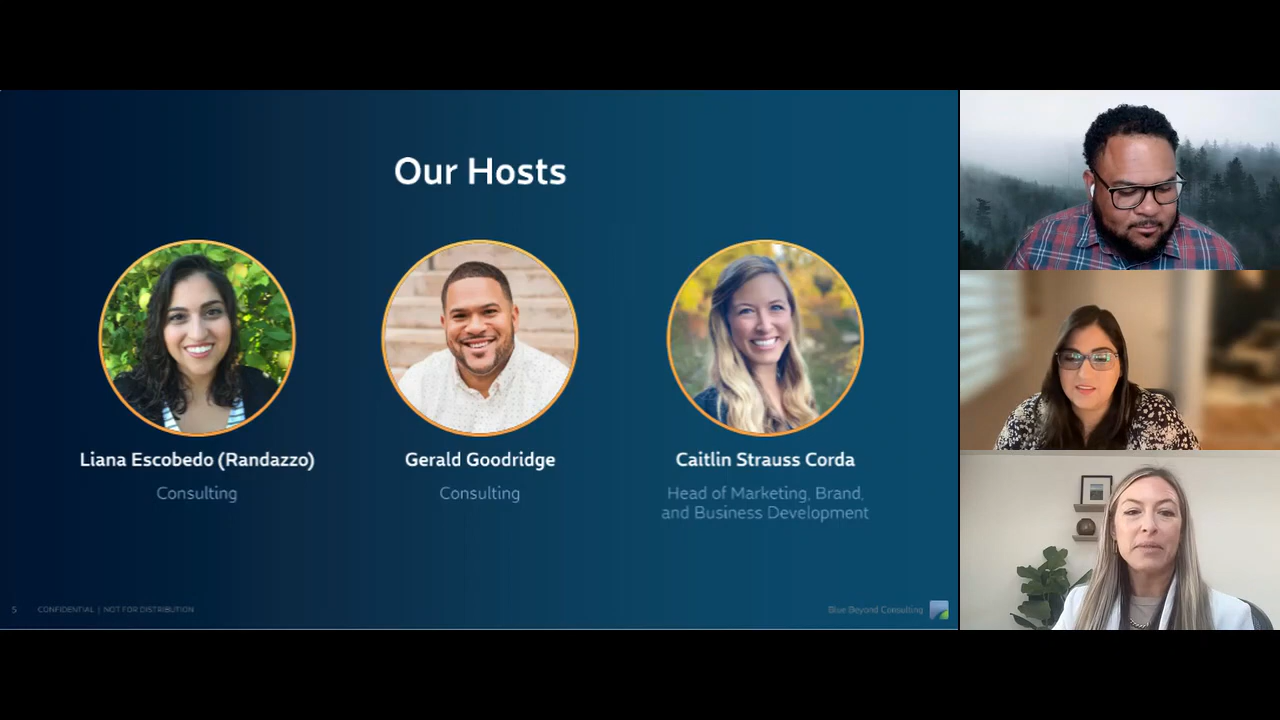 Our Hosts
Liana Escobedo (Randazzo)
Consulting
Gerald Goodridge
Consulting
Caitlin Strauss Corda
Head of Marketing, Brand,
and Business Development
5 CONFIDENTIAL | NOT FOR DISTRIBUTION
Blue Beyond Consulting